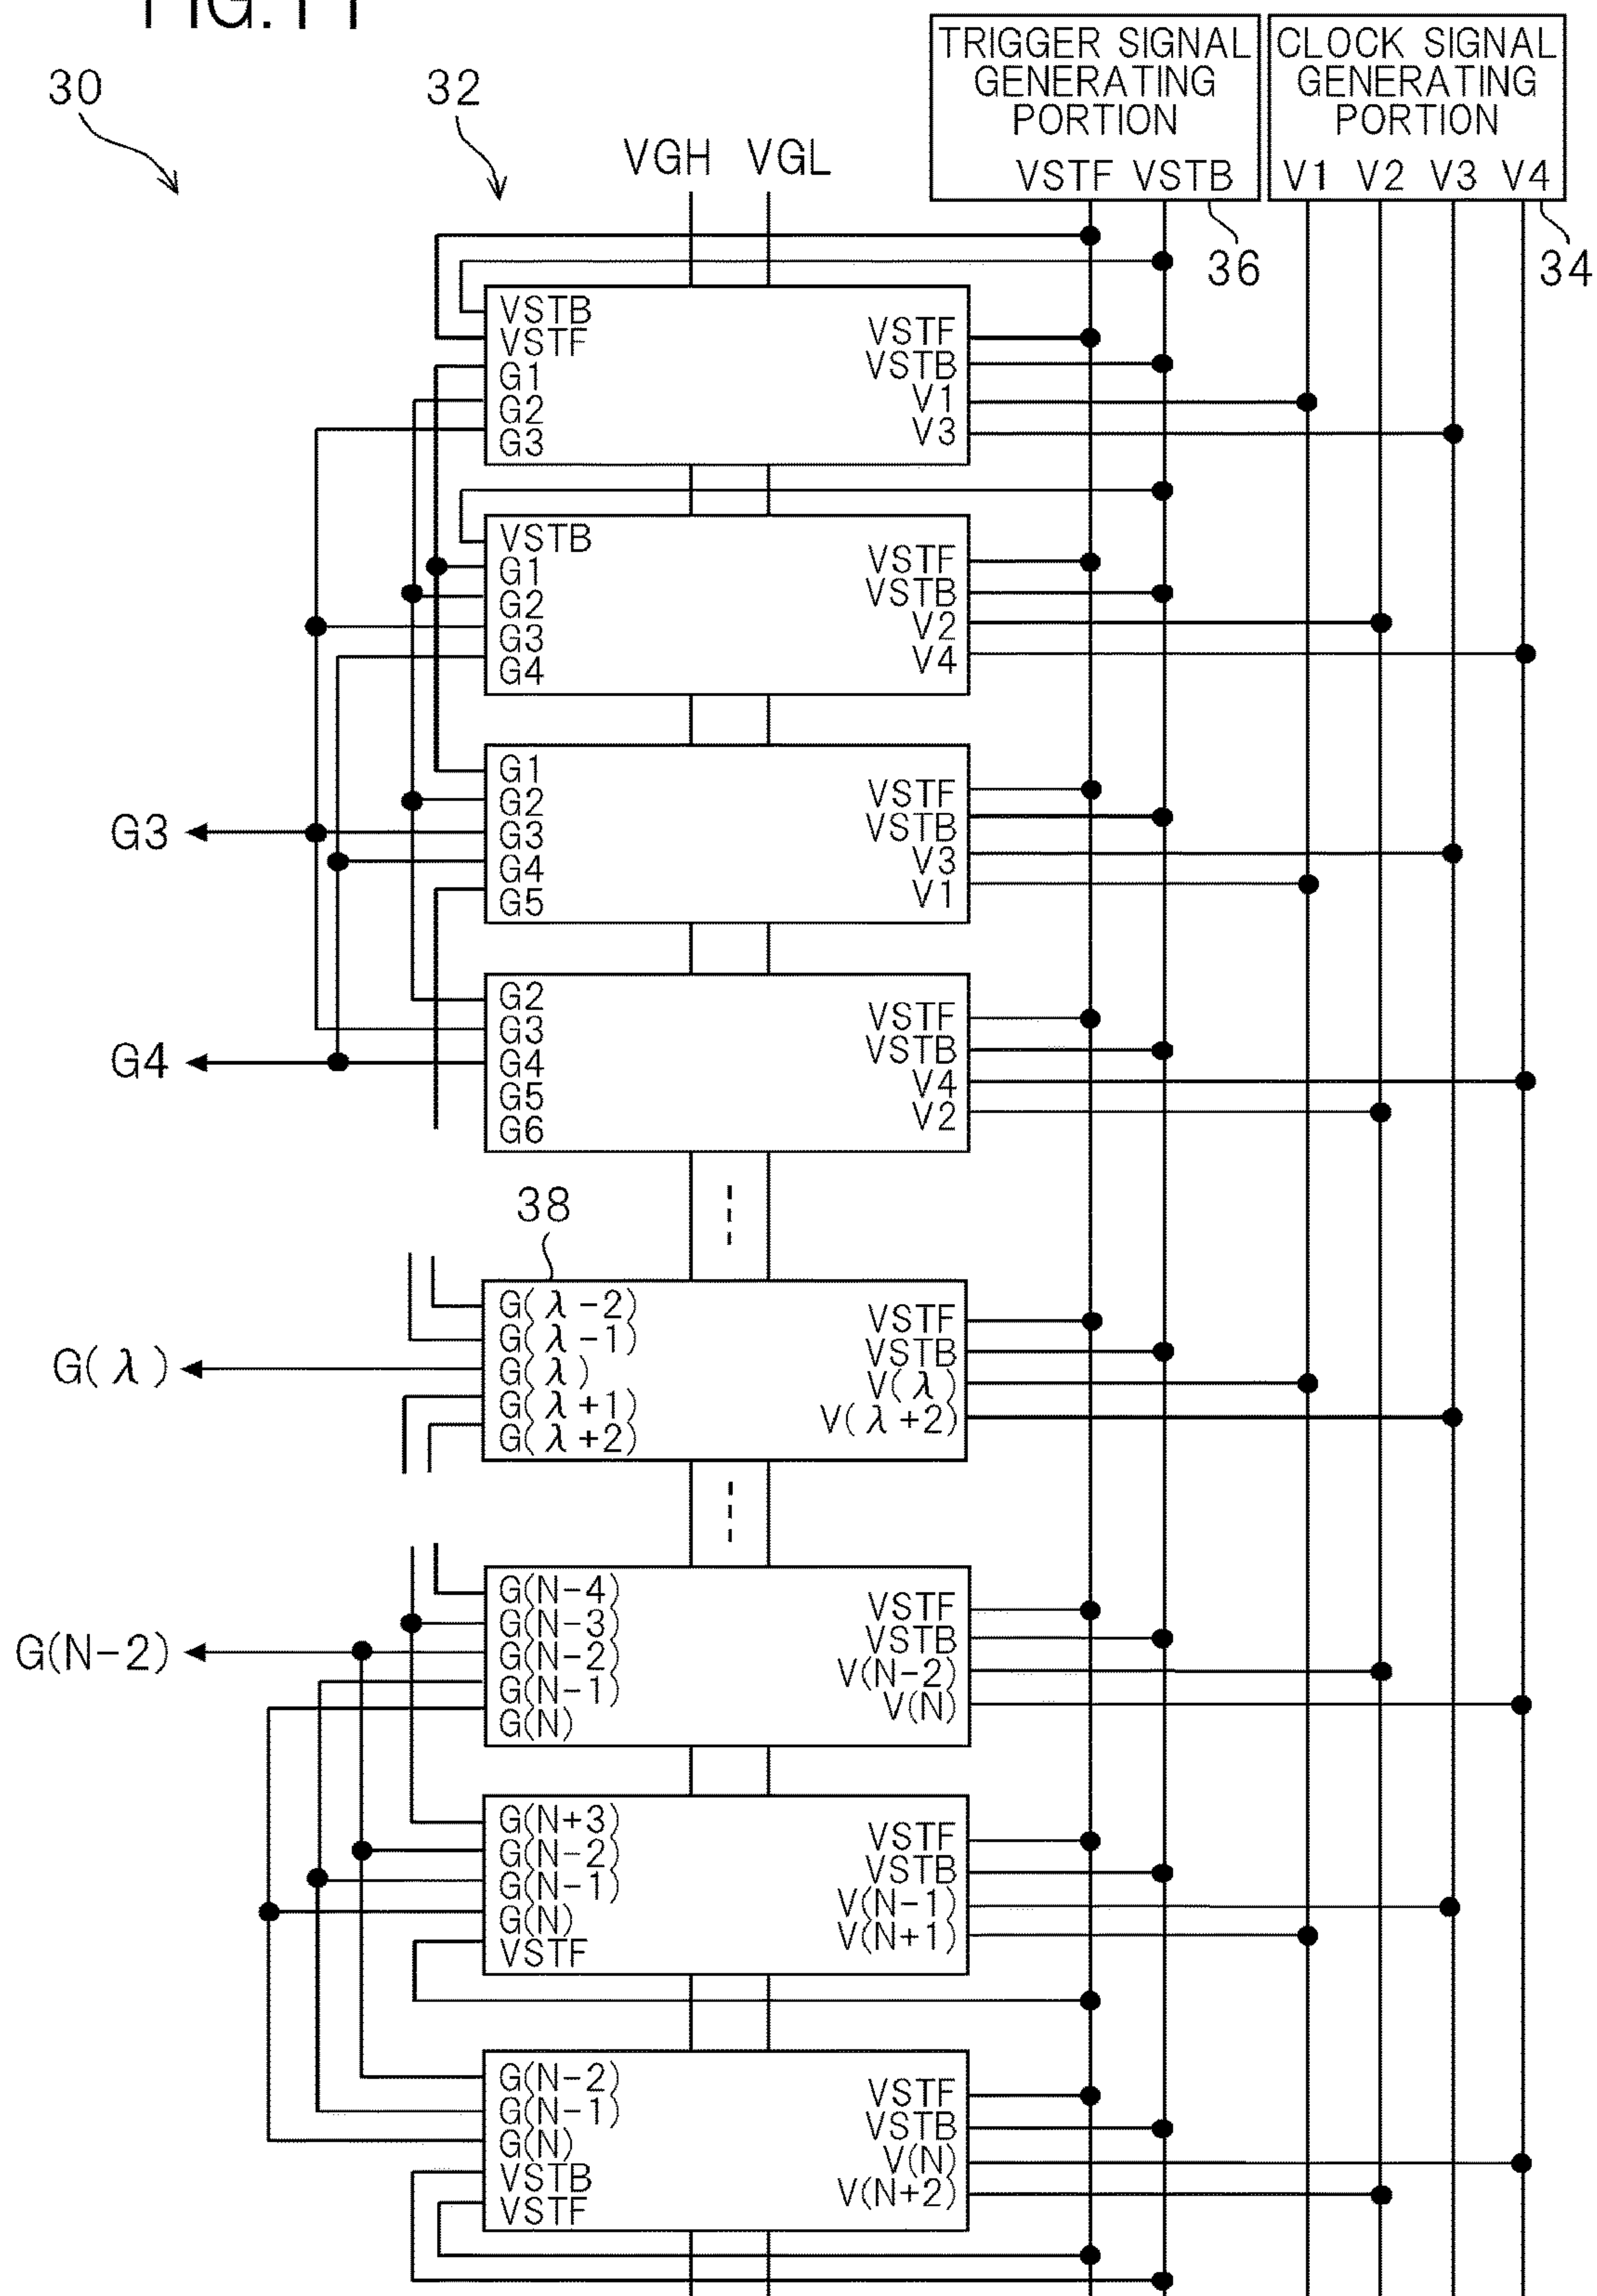 FIG. 11
30
32
VGH VGL
TRIGGER SIGNAL
GENERATING
PORTION
VSTF VSTB
CLOCK SIGNAL
GENERATING
PORTION
V1 V2 V3 V4
36
34
VSTB
VSTF
G1
G2
G3
VSTF
VSTB
V1
V3
VSTB
G1
G2
G3
G4
VSTF
VSTB
V2
V4
G3
G1
G2
G3
G4
G5
VSTF
VSTB
V3
V1
G4
G2
G3
G4
G5
G6
VSTF
VSTB
V4
V2
38
G(λ)
G(λ-2)
G(λ-1)
G(λ)
G(λ+1)
G(λ+2)
VSTF
VSTB
V(λ)
V(λ+2)
G(N-2)
G(N-4)
G(N-3)
G(N-2)
G(N-1)
G(N)
VSTF
VSTB
V(N-2)
V(N)
G(N+3)
G(N-2)
G(N-1)
G(N)
VSTF
VSTF
VSTB
V(N-1)
V(N+1)
G(N-2)
G(N-1)
G(N)
VSTB
VSTF
VSTF
VSTB
V(N)
V(N+2)